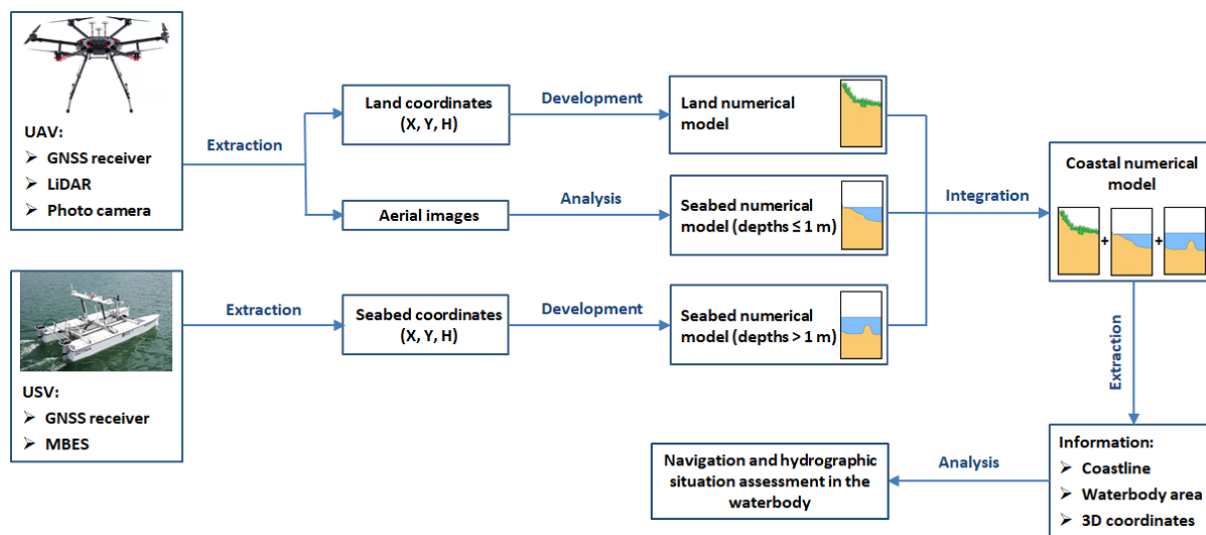 UAV:
➢ GNSS receiver
➢ LiDAR
➢ Photo camera
Extraction
Land coordinates
(X, Y, H)
Development
Land numerical
model
Aerial images
Analysis
Seabed numerical
model (depths ≤ 1 m)
Integration
Coastal numerical
model
+ +
USV:
➢ GNSS receiver
➢ MBES
Extraction
Seabed coordinates
(X, Y, H)
Development
Seabed numerical
model (depths > 1 m)
Extraction
Information:
➢ Coastline
➢ Waterbody area
➢ 3D coordinates
Analysis
Navigation and hydrographic
situation assessment in the
waterbody